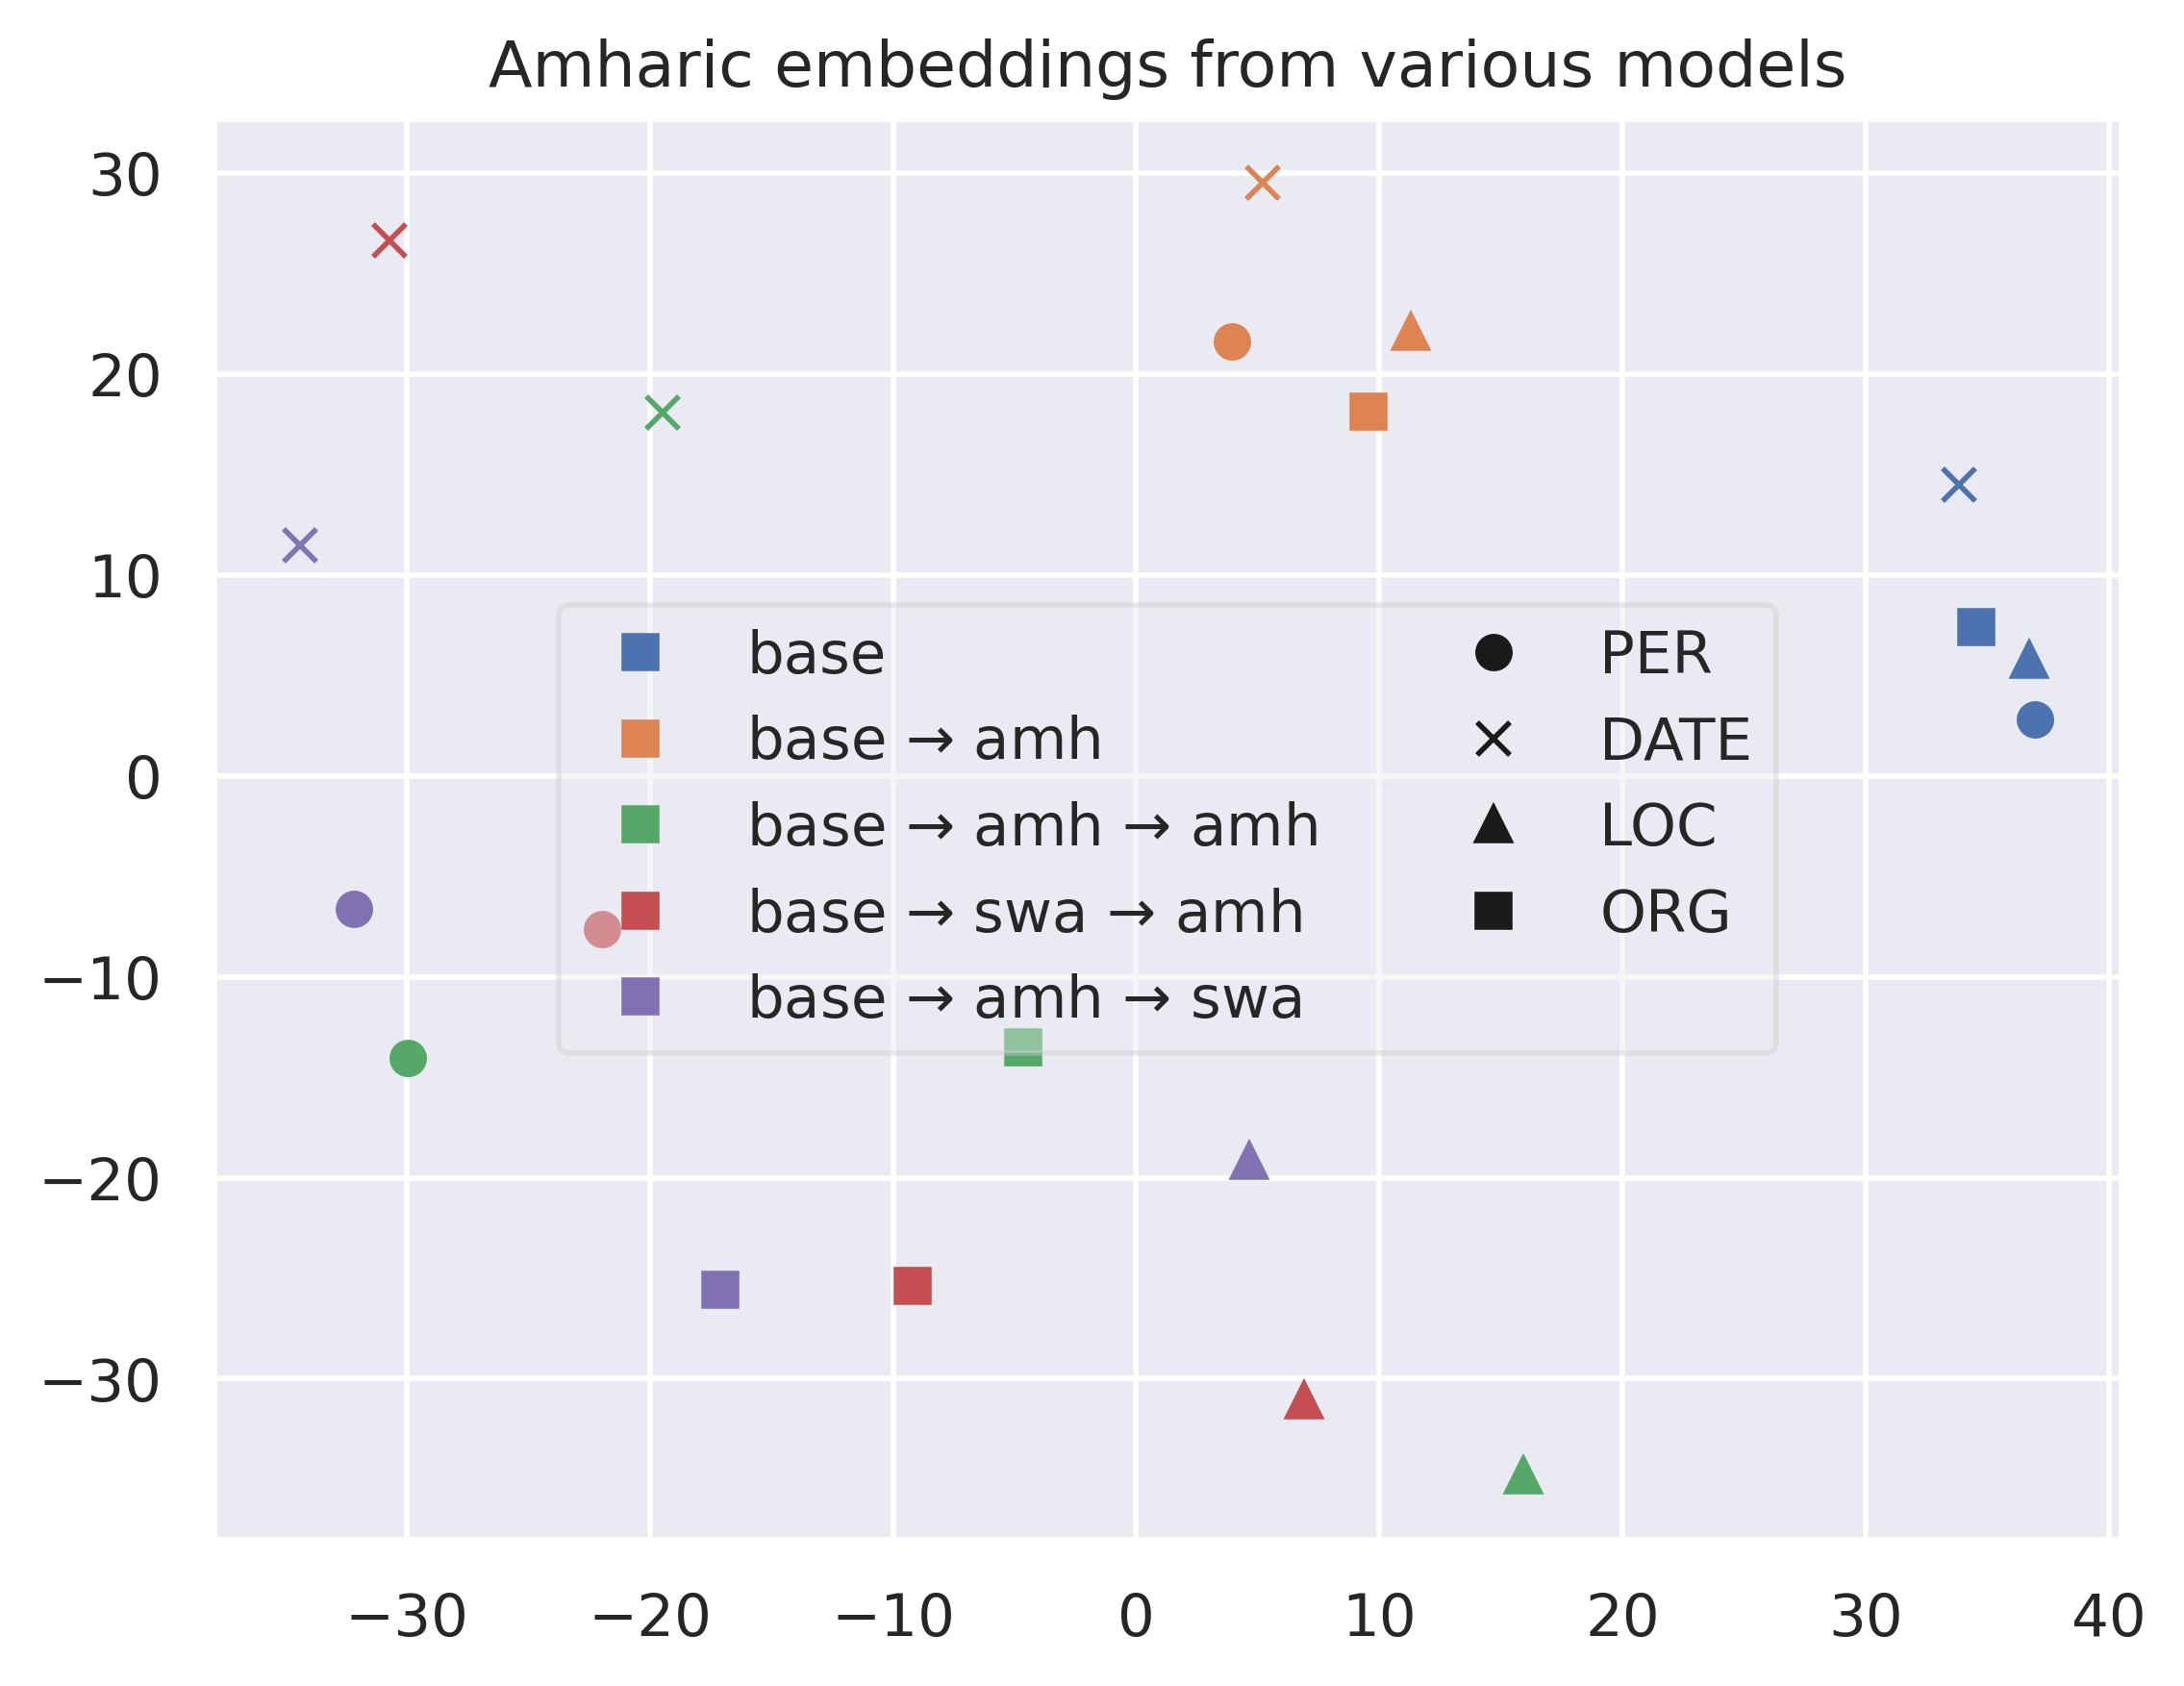 Amharic embeddings from various models
30
20
10
0
−10
−20
−30
base
base → amh
base → amh → amh
base → swa → amh
base → amh → swa
PER
DATE
LOC
ORG
−30 −20 −10 0 10 20 30 40